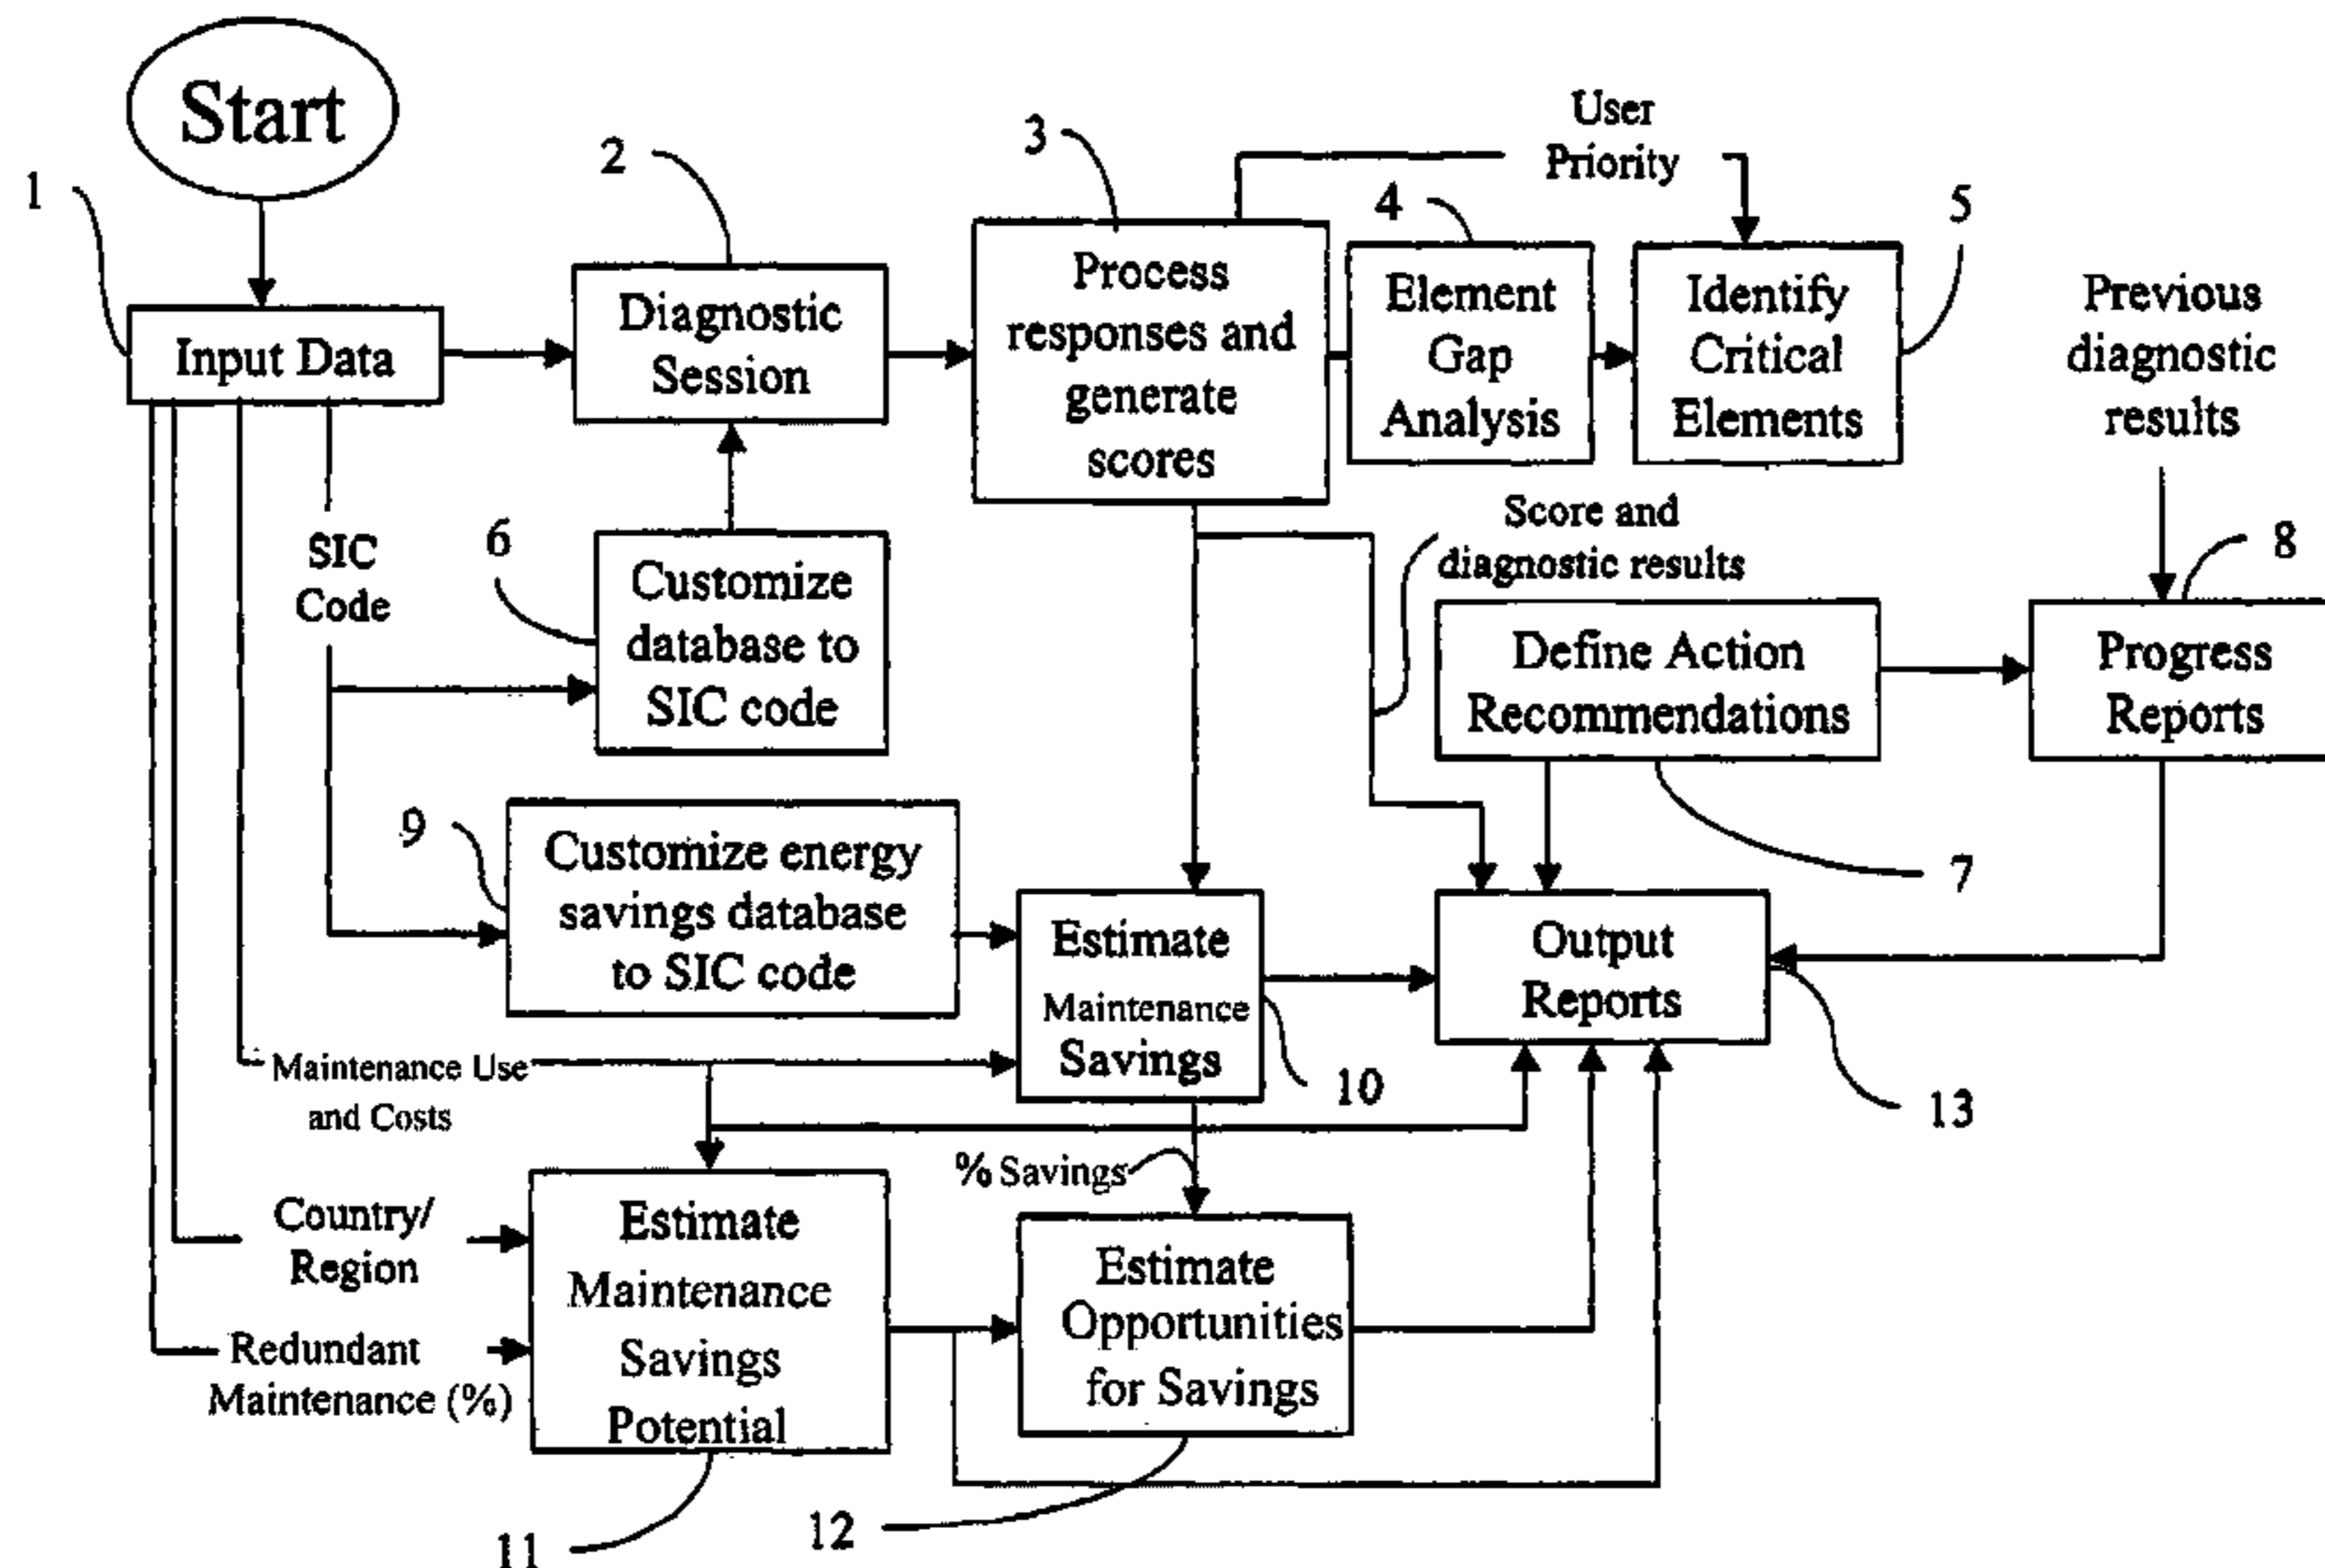 Start
1
2
3
User
Priority
4
5
Input Data
Diagnostic
Session
Process
responses and
generate
scores
Element
Gap
Analysis
Identify
Critical
Elements
Previous
diagnostic
results
SIC
Code
6
Customize
database to
SIC code
Score and
diagnostic results
8
Define Action
Recommendations
Progress
Reports
9
Customize energy
savings database
to SIC code
7
Estimate
Maintenance
Savings
Output
Reports
Maintenance Use
and Costs
10
13
% Savings
Country/
Region
Redundant
Maintenance (%)
Estimate
Maintenance
Savings
Potential
Estimate
Opportunities
for Savings
11
12